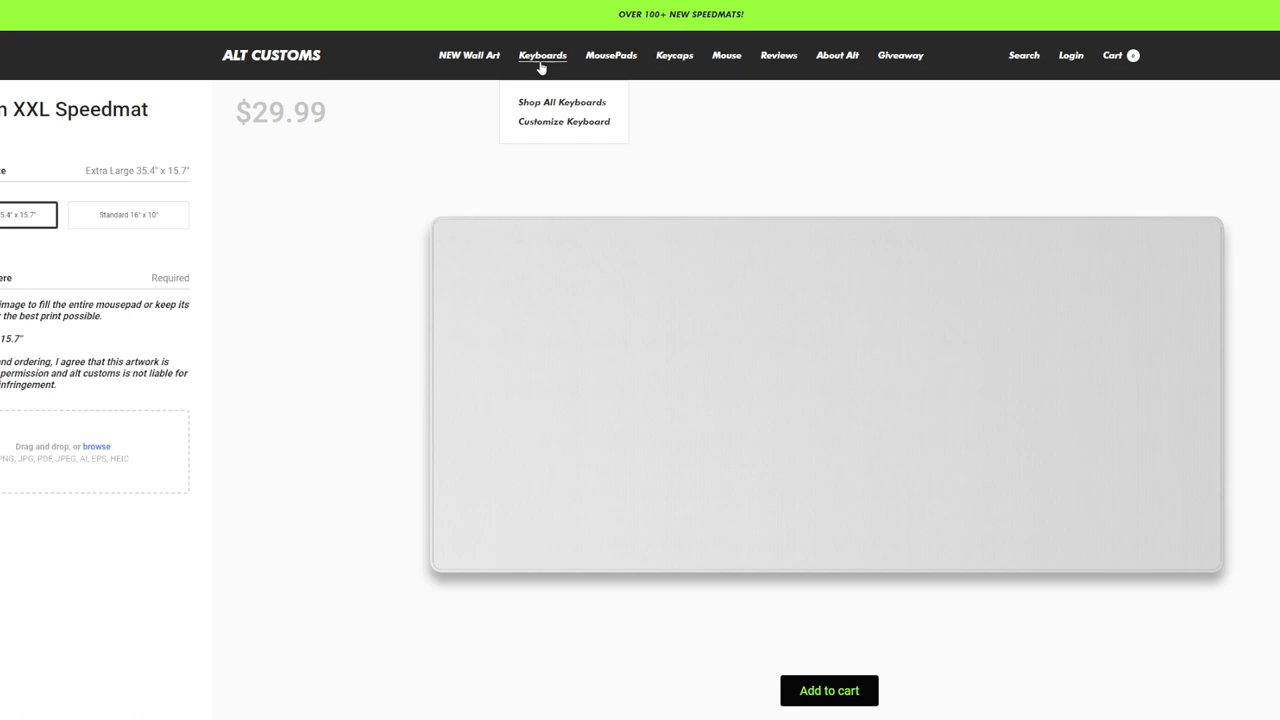 OVER 100+ NEW SPEEDMATS!
ALT CUSTOMS
NEW Wall Art
Keyboards
MousePads
Keycaps
Mouse
Reviews
About Alt
Giveaway
Search
Login
Cart 0
Shop All Keyboards
Customize Keyboard
XXL Speedmat
$29.99
Extra Large 35.4" x 15.7"
5.4" x 15.7"
Standard 16" x 10"
Required
image to fill the entire mousepad or keep its
the best print possible.
15.7"
and ordering, I agree that this artwork is
permission and alt customs is not liable for
infringement.
Drag and drop, or browse
PNG, JPG, PDF, JPEG, AI, EPS, HEIC
Add to cart